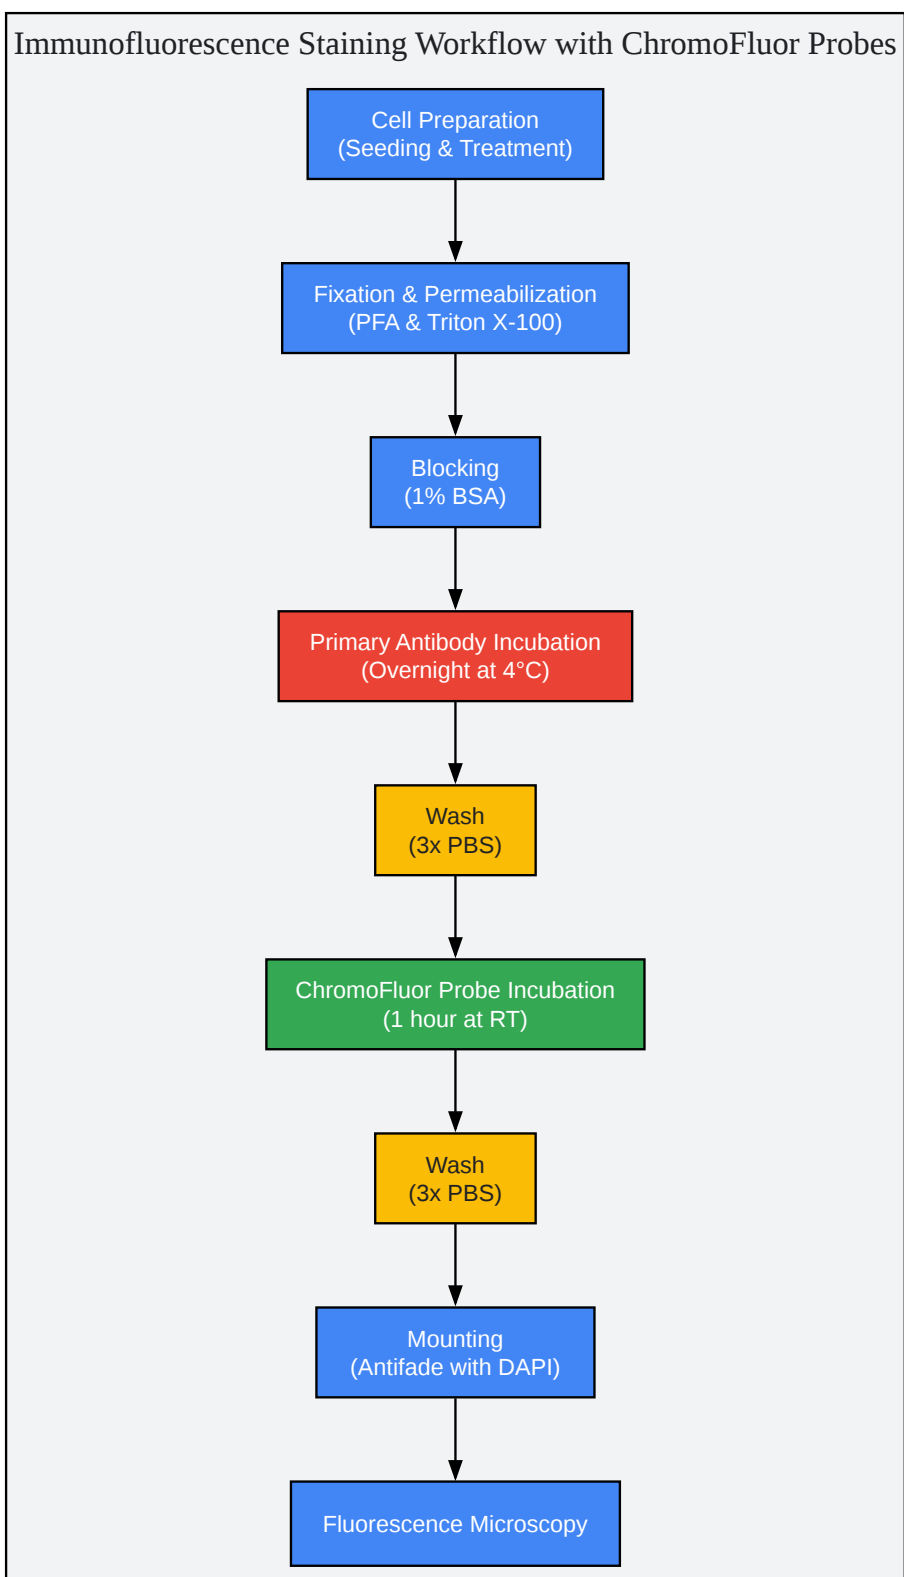 Immunofluorescence Staining Workflow with ChromoFluor Probes
Cell Preparation
(Seeding & Treatment)
Fixation & Permeabilization
(PFA & Triton X-100)
Blocking
(1% BSA)
Primary Antibody Incubation
(Overnight at 4°C)
Wash
(3x PBS)
ChromoFluor Probe Incubation
(1 hour at RT)
Wash
(3x PBS)
Mounting
(Antifade with DAPI)
Fluorescence Microscopy